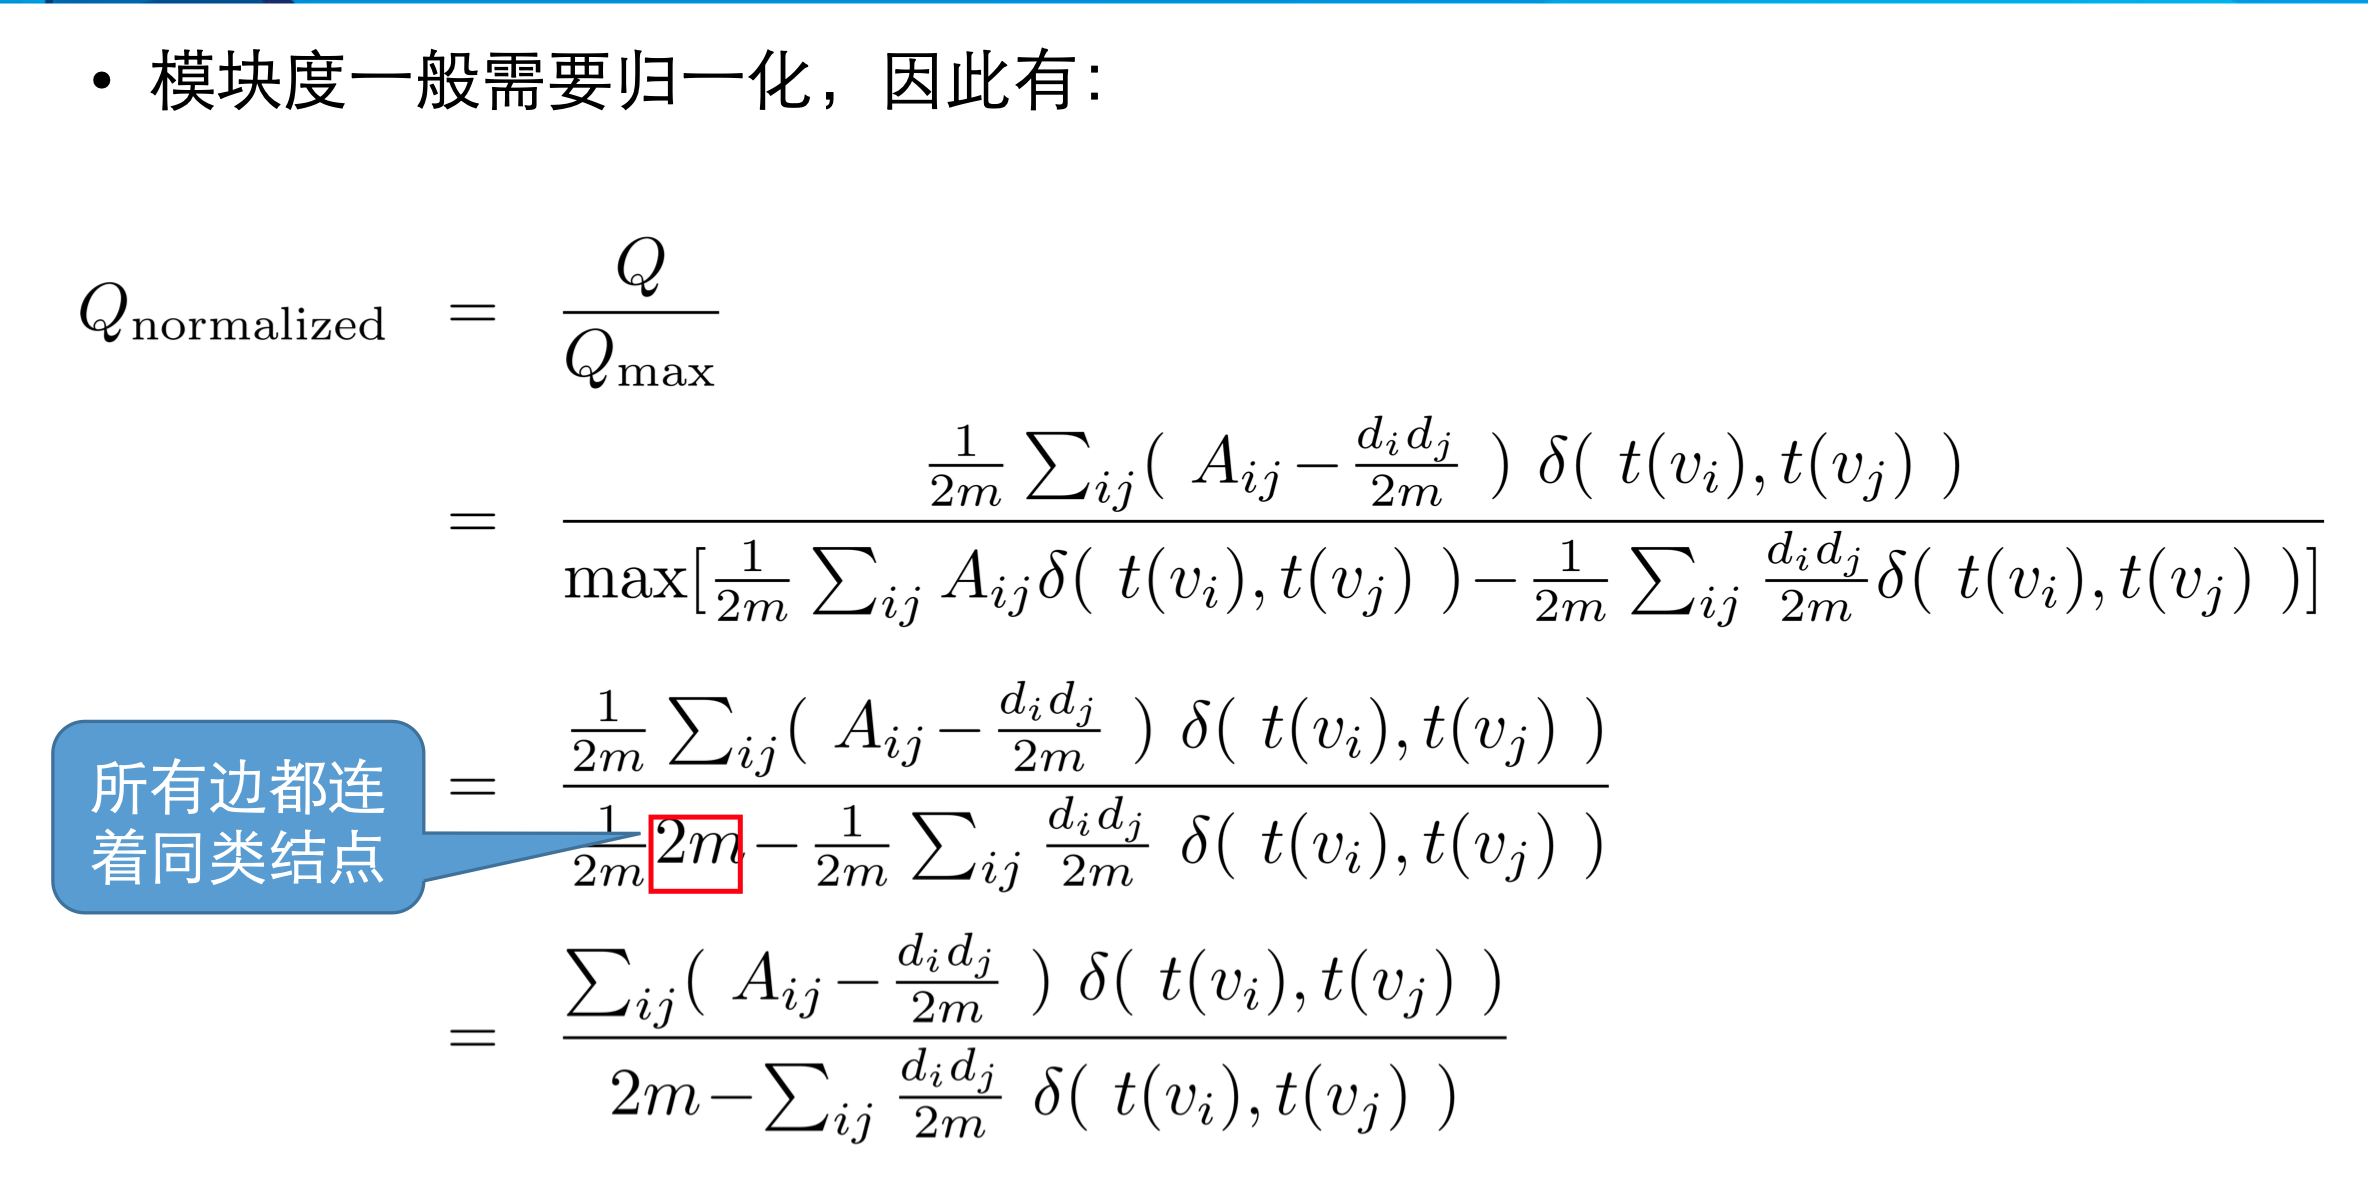 • 模块度一般需要归一化，因此有：
$Q_{\text{normalized}} = \frac{Q}{Q_{\max}}$
$= \frac{\frac{1}{2m}\sum_{ij}(A_{ij}-\frac{d_i d_j}{2m})\delta(t(v_i),t(v_j))}{\max[\frac{1}{2m}\sum_{ij}A_{ij}\delta(t(v_i),t(v_j))-\frac{1}{2m}\sum_{ij}\frac{d_i d_j}{2m}\delta(t(v_i),t(v_j))]}$
所有边都连
着同类结点
$= \frac{\frac{1}{2m}\sum_{ij}(A_{ij}-\frac{d_i d_j}{2m})\delta(t(v_i),t(v_j))}{\frac{1}{2m}2m-\frac{1}{2m}\sum_{ij}\frac{d_i d_j}{2m}\delta(t(v_i),t(v_j))}$
$= \frac{\sum_{ij}(A_{ij}-\frac{d_i d_j}{2m})\delta(t(v_i),t(v_j))}{2m-\sum_{ij}\frac{d_i d_j}{2m}\delta(t(v_i),t(v_j))}$